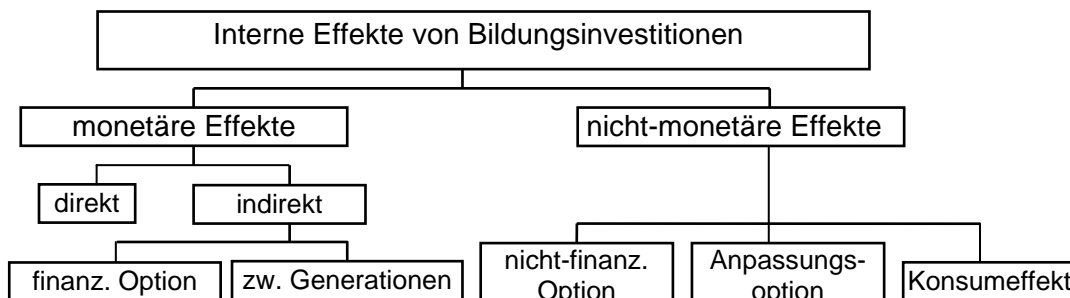 Interne Effekte von Bildungsinvestitionen
monetäre Effekte
nicht-monetäre Effekte
direkt
indirekt
finanz. Option
zw. Generationen
nicht-finanz.
Option
Anpassungs-
option
Konsumeffekt